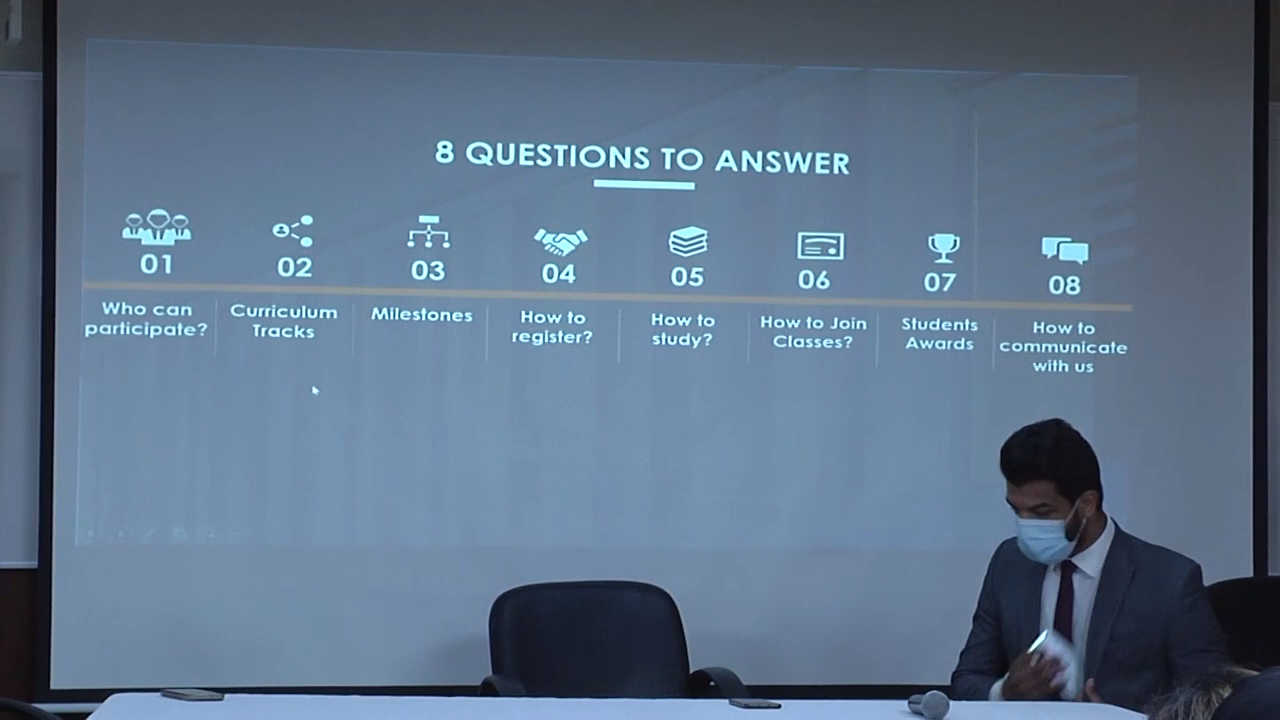 8 QUESTIONS TO ANSWER
01
Who can
participate?
02
Curriculum
Tracks
03
Milestones
04
How to
register?
05
How to
study?
06
How to Join
Classes?
07
Students
Awards
08
How to
communicate
with us